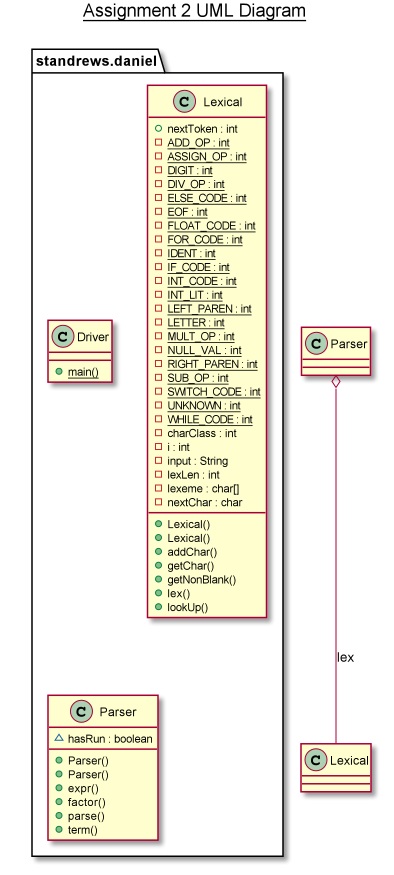 Assignment 2 UML Diagram
standrews.daniel
C Lexical
nextToken : int
ADD_OP : int
ASSIGN_OP : int
DIGIT : int
DIV_OP : int
ELSE_CODE : int
EOF : int
FLOAT_CODE : int
FOR_CODE : int
IDENT : int
IF_CODE : int
INT_CODE : int
INT_LIT : int
LEFT_PAREN : int
LETTER : int
MULT_OP : int
NULL_VAL : int
RIGHT_PAREN : int
SUB_OP : int
SWITCH_CODE : int
UNKNOWN : int
WHILE_CODE : int
charClass : int
i : int
input : String
lexLen : int
lexeme : char[]
nextChar : char
Lexical()
Lexical()
addChar()
getChar()
getNonBlank()
lex()
lookUp()
C Driver
main()
C Parser
lex
C Parser
hasRun : boolean
Parser()
Parser()
expr()
factor()
parse()
term()
C Lexical